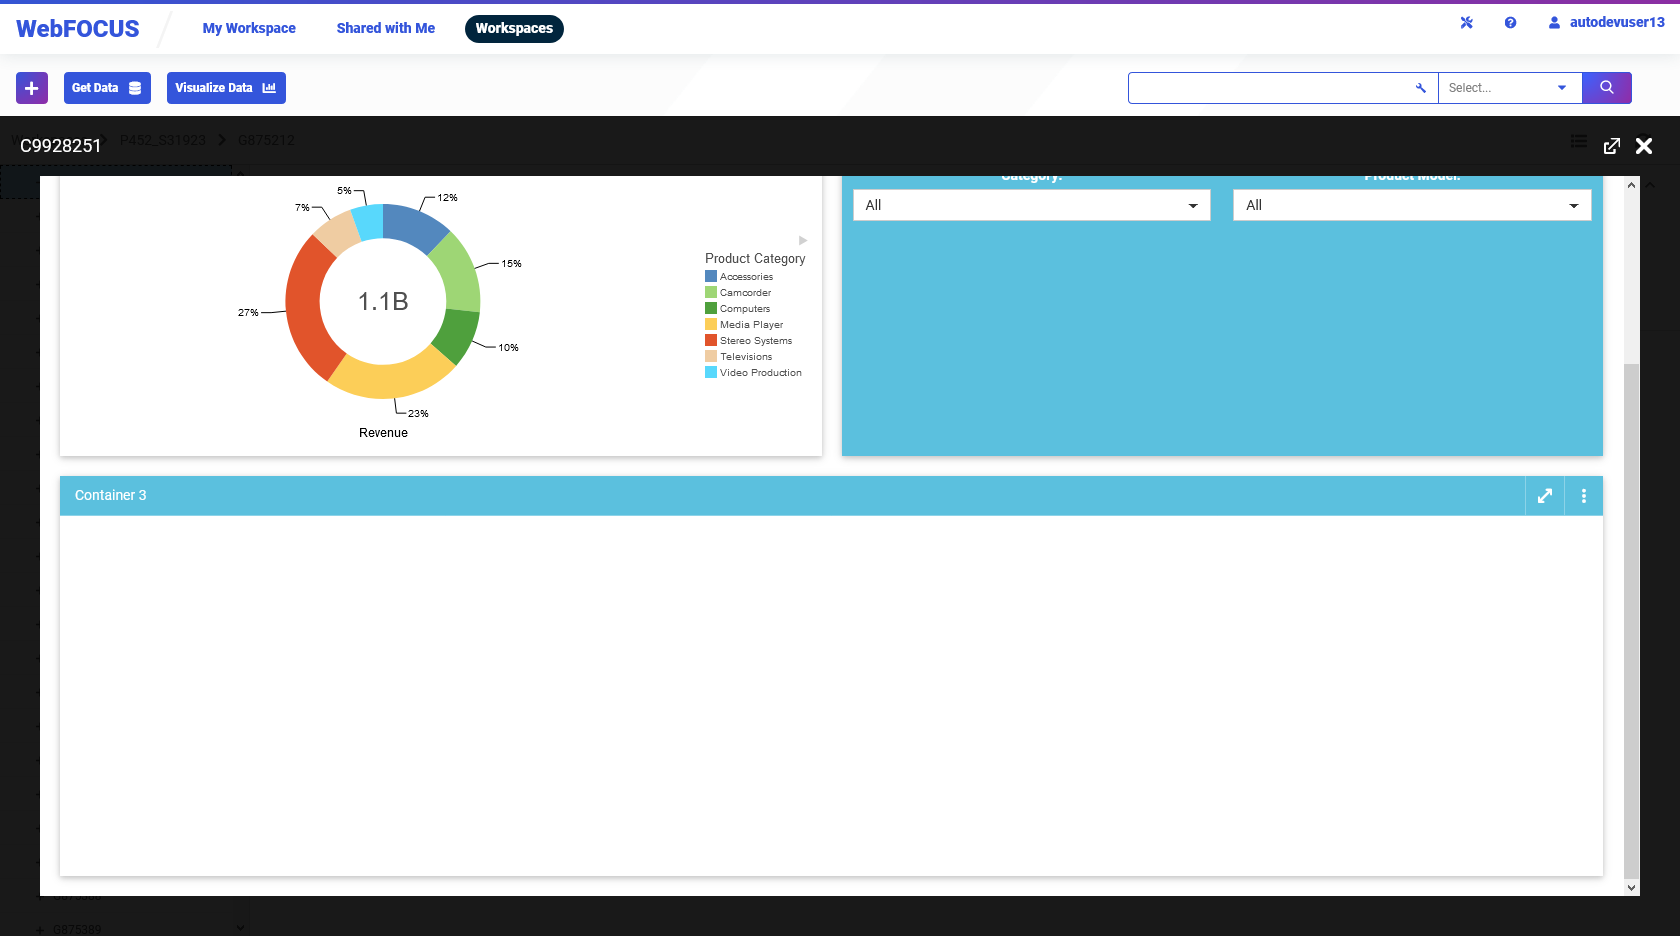 WebFOCUS
My Workspace
Shared with Me
Workspaces
autodevuser13
Get Data
Visualize Data
Select...
P452_S31923
G875212
C9928251
Category:
Product Model:
All
All
5%
12%
7%
15%
27%
1.1B
10%
23%
Revenue
Product Category
Accessories
Camcorder
Computers
Media Player
Stereo Systems
Televisions
Video Production
Container 3
G875389